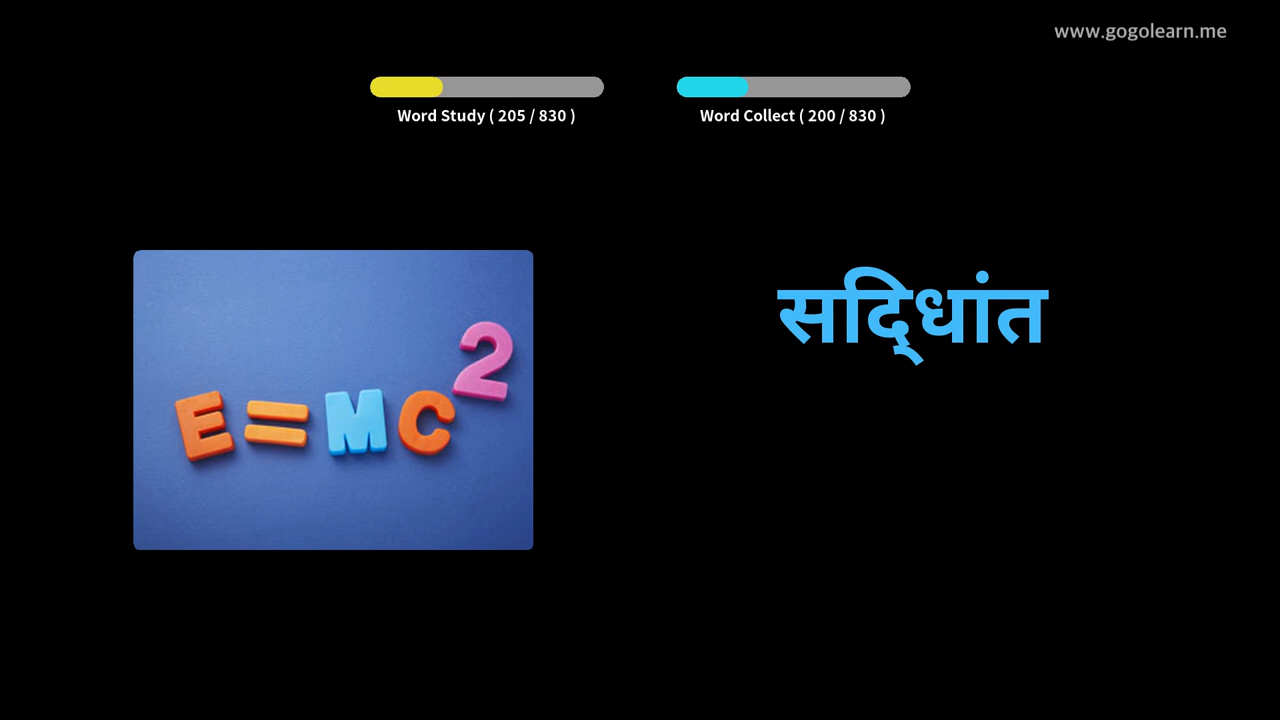 www.gogolearn.me
Word Study ( 205 / 830 )
Word Collect ( 200 / 830 )
E=MC2
सद्धिांत